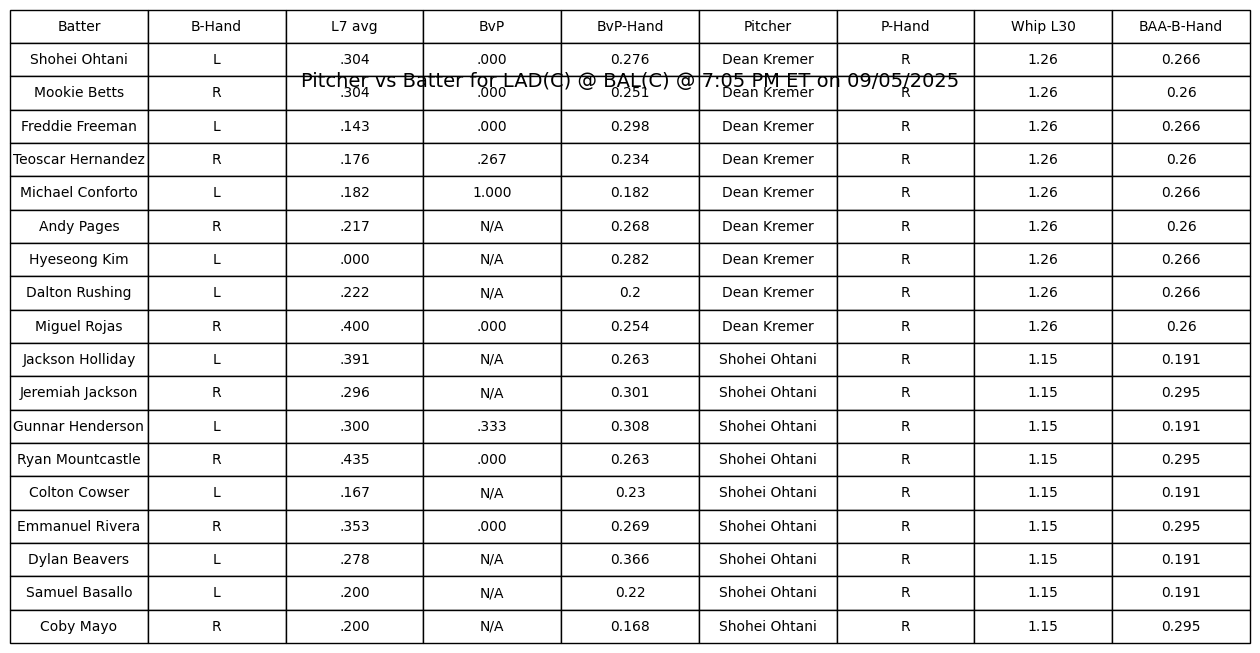 Batter B-Hand L7 avg BvP BvP-Hand Pitcher P-Hand Whip L30 BAA-B-Hand
Shohei Ohtani L .304 .000 0.276 Dean Kremer R 1.26 0.266
Pitcher vs Batter for LAD(C) @ BAL(C) @ 7:05 PM ET on 09/05/2025
Mookie Betts R .304 .000 0.251 Dean Kremer R 1.26 0.26
Freddie Freeman L .143 .000 0.298 Dean Kremer R 1.26 0.266
Teoscar Hernandez R .176 .267 0.234 Dean Kremer R 1.26 0.26
Michael Conforto L .182 1.000 0.182 Dean Kremer R 1.26 0.266
Andy Pages R .217 N/A 0.268 Dean Kremer R 1.26 0.26
Hyeseong Kim L .000 N/A 0.282 Dean Kremer R 1.26 0.266
Dalton Rushing L .222 N/A 0.2 Dean Kremer R 1.26 0.266
Miguel Rojas R .400 .000 0.254 Dean Kremer R 1.26 0.26
Jackson Holliday L .391 N/A 0.263 Shohei Ohtani R 1.15 0.191
Jeremiah Jackson R .296 N/A 0.301 Shohei Ohtani R 1.15 0.295
Gunnar Henderson L .300 .333 0.308 Shohei Ohtani R 1.15 0.191
Ryan Mountcastle R .435 .000 0.263 Shohei Ohtani R 1.15 0.295
Colton Cowser L .167 N/A 0.23 Shohei Ohtani R 1.15 0.191
Emmanuel Rivera R .353 .000 0.269 Shohei Ohtani R 1.15 0.295
Dylan Beavers L .278 N/A 0.366 Shohei Ohtani R 1.15 0.191
Samuel Basallo L .200 N/A 0.22 Shohei Ohtani R 1.15 0.191
Coby Mayo R .200 N/A 0.168 Shohei Ohtani R 1.15 0.295